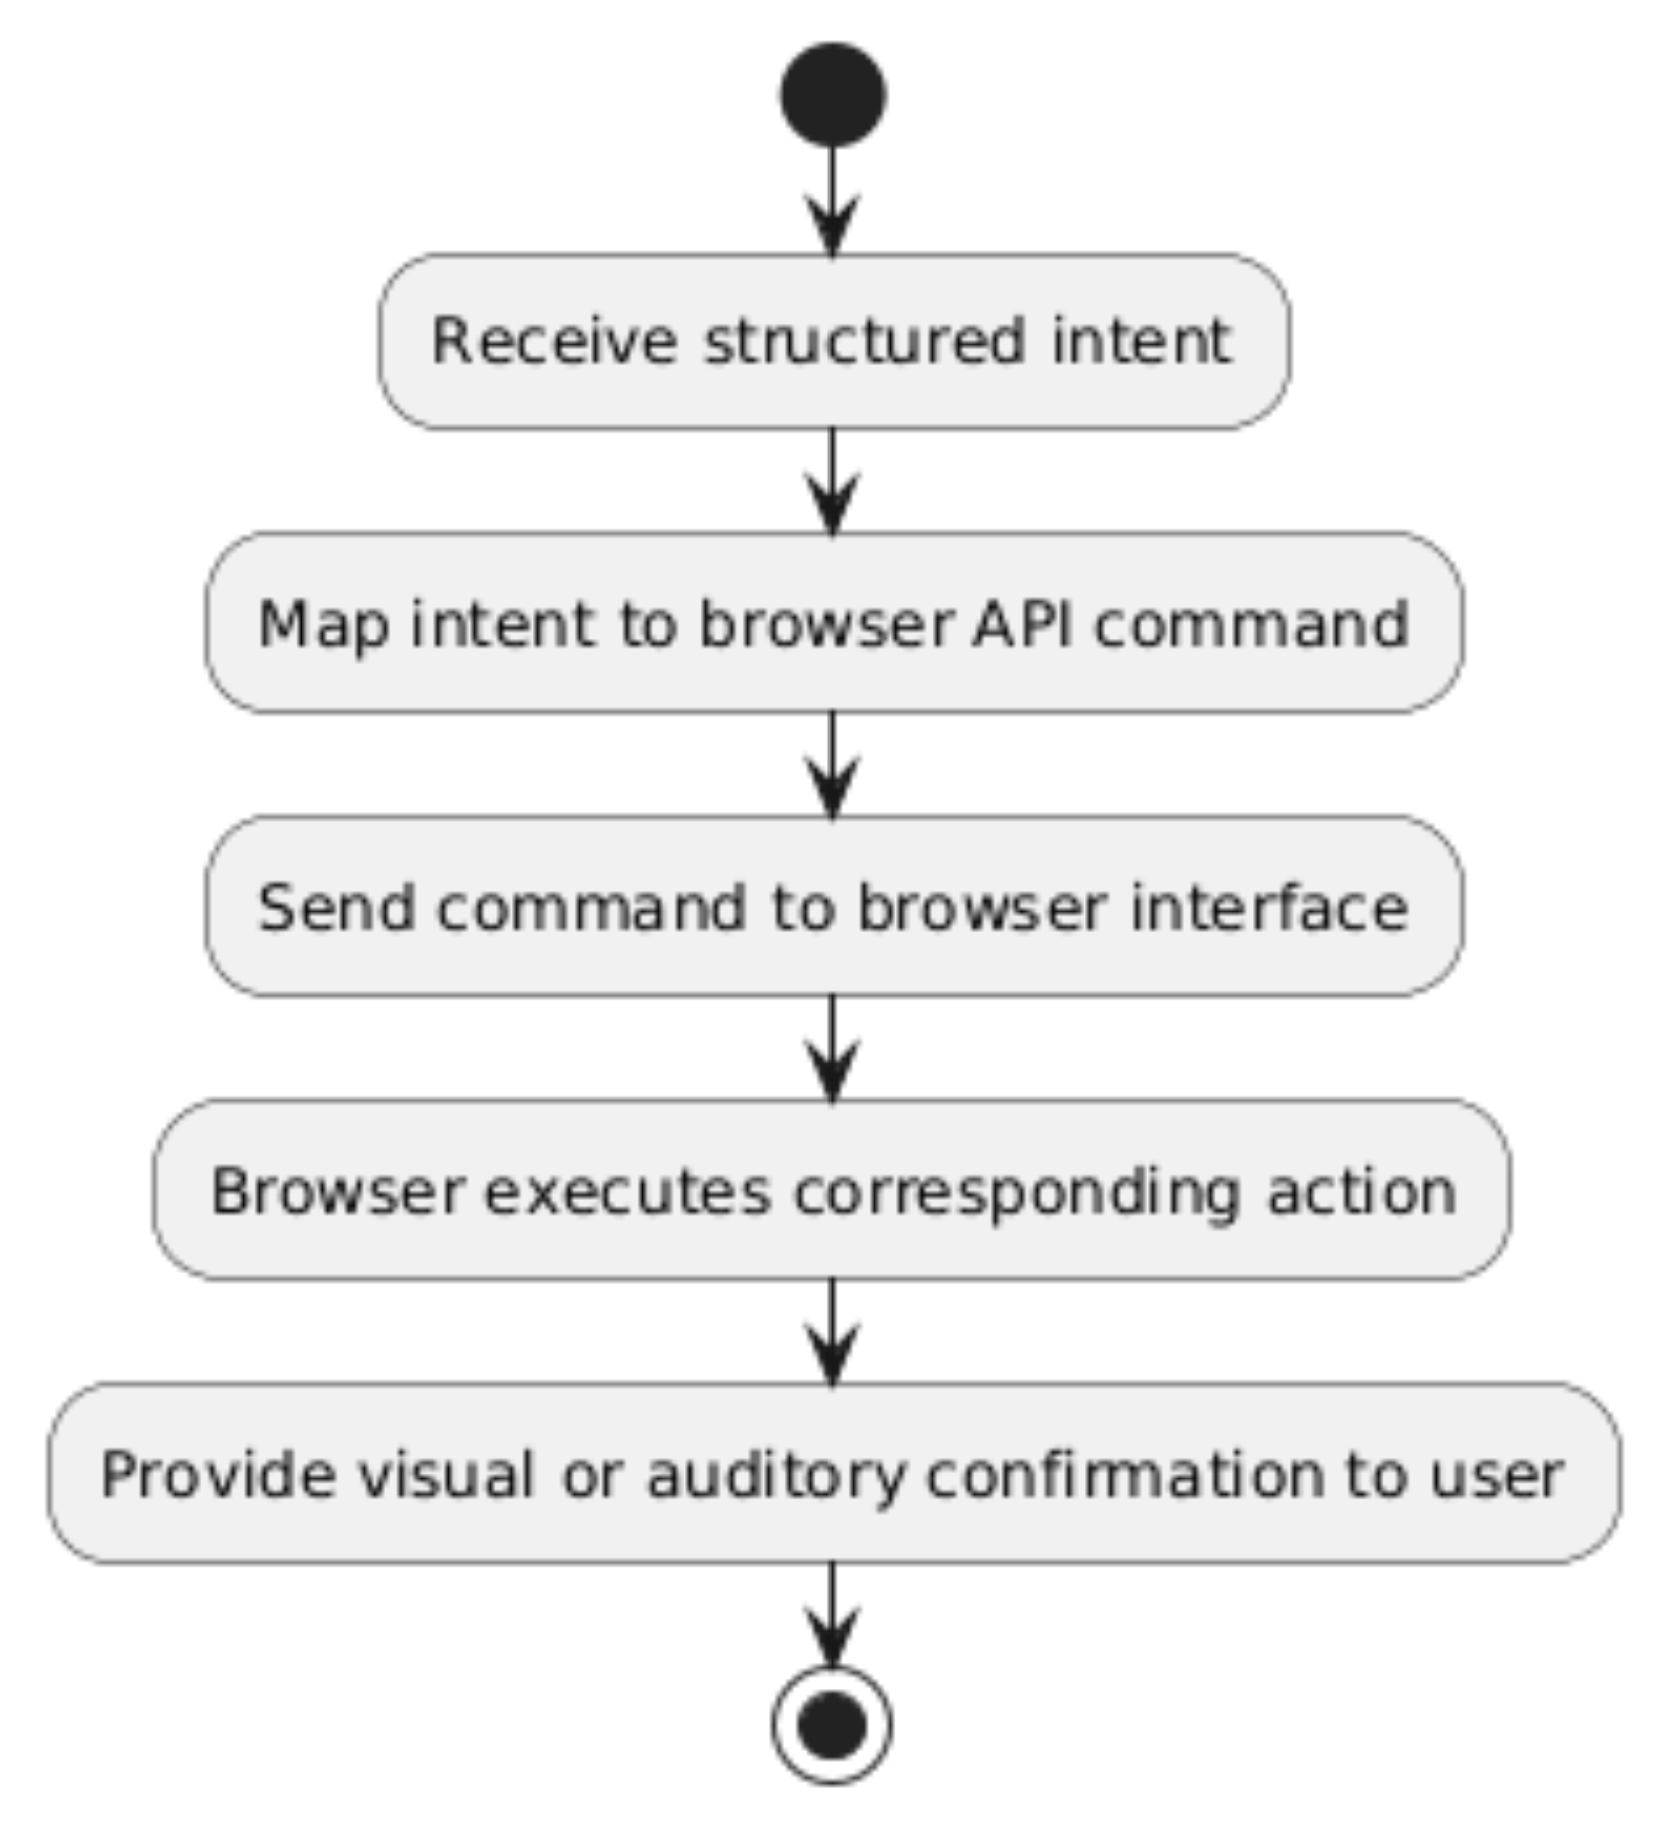 Receive structured intent
Map intent to browser API command
Send command to browser interface
Browser executes corresponding action
Provide visual or auditory confirmation to user